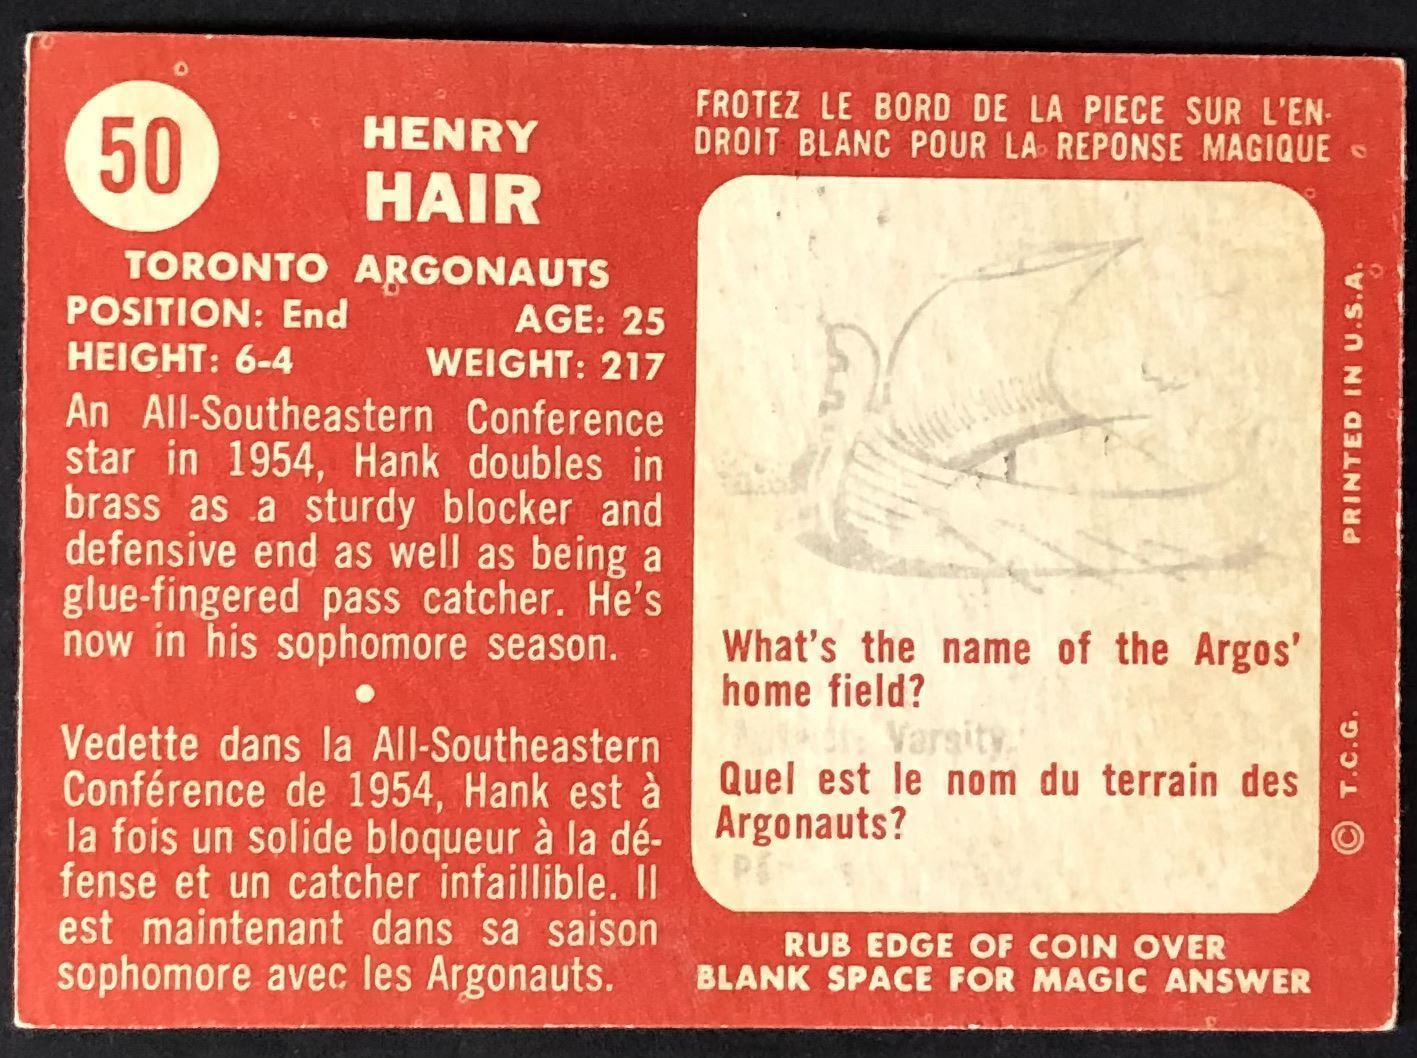 50
HENRY
HAIR
TORONTO ARGONAUTS
POSITION: End AGE: 25
HEIGHT: 6-4 WEIGHT: 217
An All-Southeastern Conference
star in 1954, Hank doubles in
brass as a sturdy blocker and
defensive end as well as being a
glue-fingered pass catcher. He's
now in his sophomore season.
Vedette dans la All-Southeastern
Conférence de 1954, Hank est à
la fois un solide bloqueur à la dé-
fense et un catcher infaillible. Il
est maintenant dans sa saison
sophomore avec les Argonauts.
FROTEZ LE BORD DE LA PIECE SUR L'EN-
DROIT BLANC POUR LA REPONSE MAGIQUE
What's the name of the Argos'
home field?
Varsity
Quel est le nom du terrain des
Argonauts?
RUB EDGE OF COIN OVER
BLANK SPACE FOR MAGIC ANSWER
© T.C.G. PRINTED IN U.S.A.